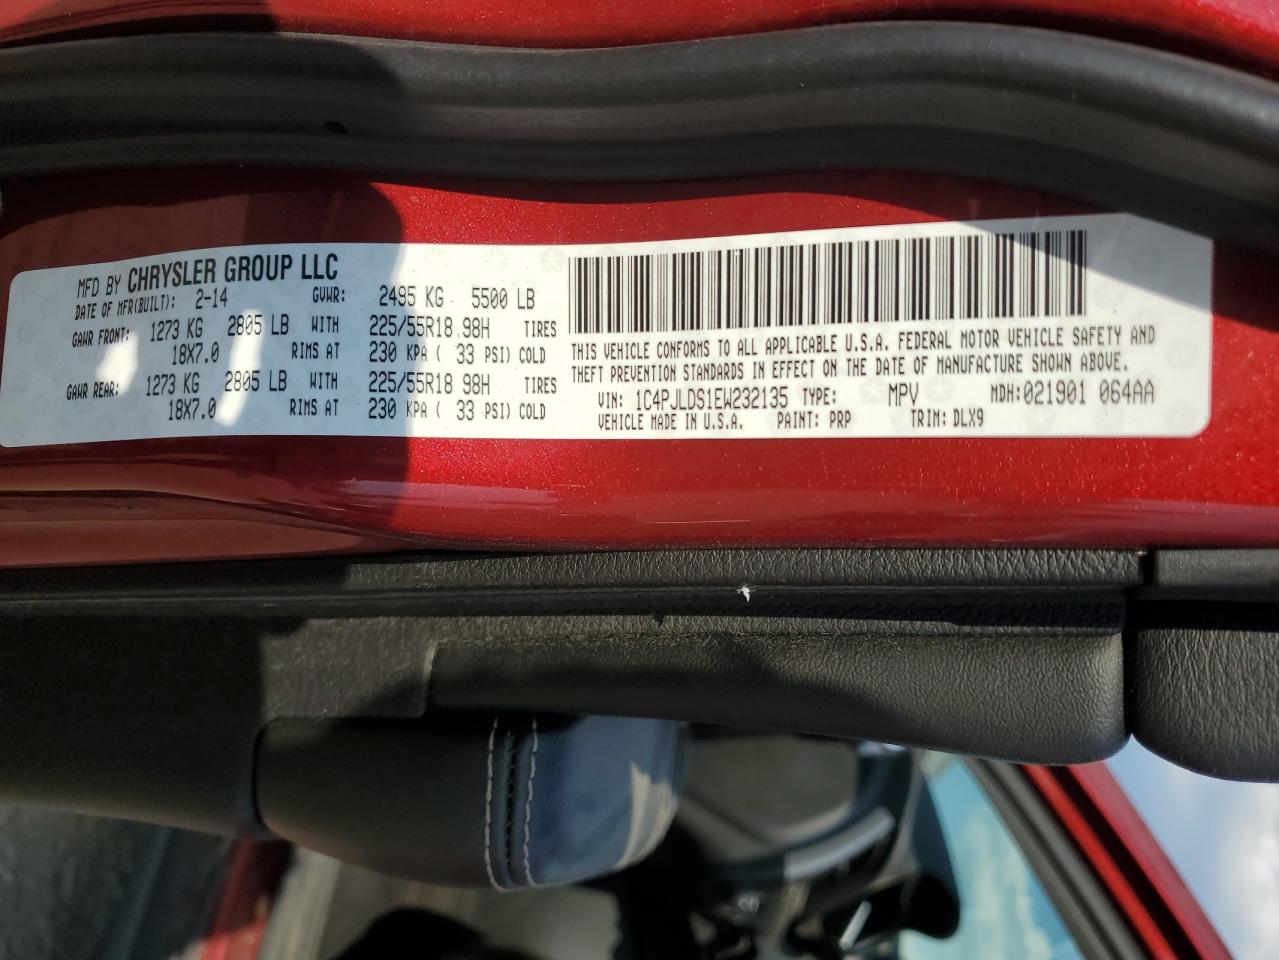 MFD BY CHRYSLER GROUP LLC
DATE OF MFR(BUILT): 2-14 GVWR: 2495 KG 5500 LB
GAWR FRONT: 1273 KG 2805 LB WITH 225/55R18 98H TIRES
18X7.0 RIMS AT 230 KPA ( 33 PSI) COLD
GAWR REAR: 1273 KG 2805 LB WITH 225/55R18 98H TIRES
18X7.0 RIMS AT 230 KPA ( 33 PSI) COLD
THIS VEHICLE CONFORMS TO ALL APPLICABLE U.S.A. FEDERAL MOTOR VEHICLE SAFETY AND
THEFT PREVENTION STANDARDS IN EFFECT ON THE DATE OF MANUFACTURE SHOWN ABOVE.
VIN: 1C4PJLDS1EW232135 TYPE: MPV MDH:021901 064AA
VEHICLE MADE IN U.S.A. PAINT: PRP TRIM: DLX9